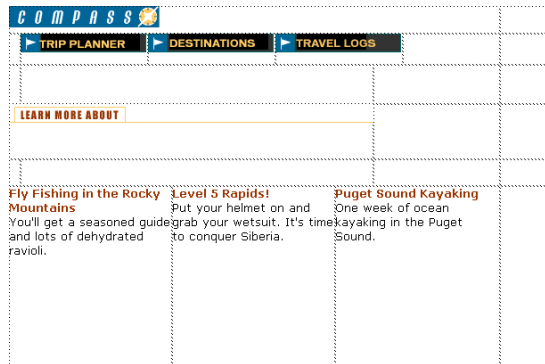 COMPASS
TRIP PLANNER DESTINATIONS TRAVEL LOGS
LEARN MORE ABOUT
Fly Fishing in the Rocky
Mountains
You'll get a seasoned guide
and lots of dehydrated
ravioli.
Level 5 Rapids!
Put your helmet on and
grab your wetsuit. It's time
to conquer Siberia.
Puget Sound Kayaking
One week of ocean
kayaking in the Puget
Sound.